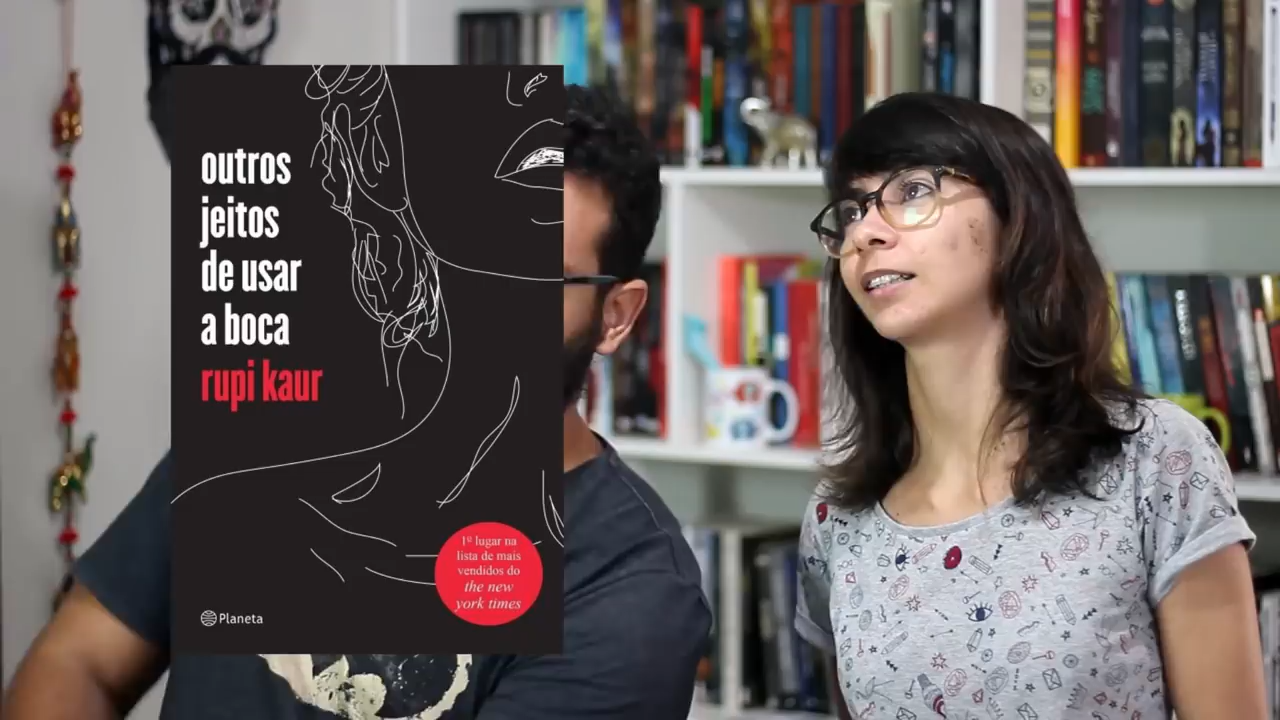 outros
jeitos
de usar
a boca
rupi kaur
1º lugar na
lista de mais
vendidos do
the new
york times
Planeta